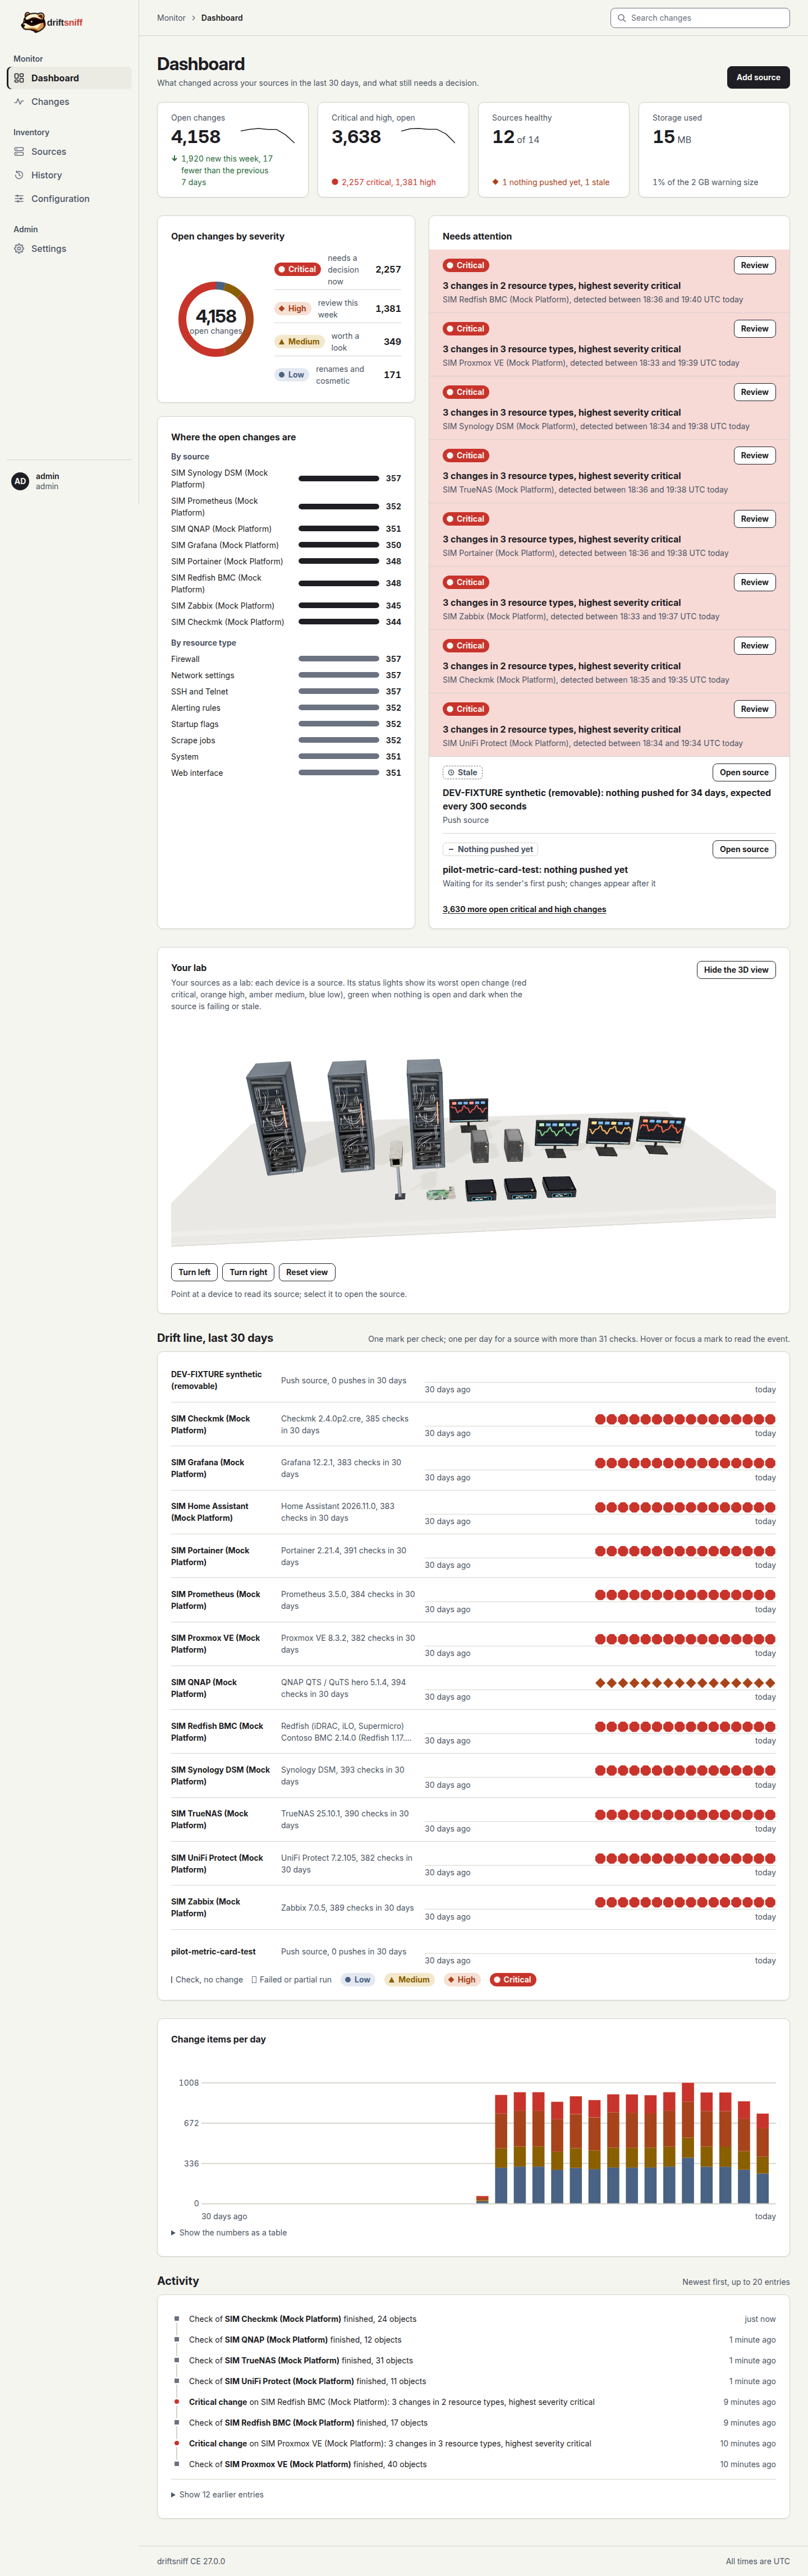 driftsniff
Monitor
Dashboard
Changes
Inventory
Sources
History
Configuration
Admin
Settings
AD
admin
admin
Monitor > Dashboard
Search changes
Dashboard
What changed across your sources in the last 30 days, and what still needs a decision.
Add source
Open changes
4,158
1,920 new this week, 17
fewer than the previous
7 days
Critical and high, open
3,638
2,257 critical, 1,381 high
Sources healthy
12 of 14
1 nothing pushed yet, 1 stale
Storage used
15 MB
1% of the 2 GB warning size
Open changes by severity
4,158
open changes
Critical needs a decision now 2,257
High review this week 1,381
Medium worth a look 349
Low renames and cosmetic 171
Where the open changes are
By source
SIM Synology DSM (Mock Platform) 357
SIM Prometheus (Mock Platform) 352
SIM QNAP (Mock Platform) 351
SIM Grafana (Mock Platform) 350
SIM Portainer (Mock Platform) 348
SIM Redfish BMC (Mock Platform) 348
SIM Zabbix (Mock Platform) 345
SIM Checkmk (Mock Platform) 344
By resource type
Firewall 357
Network settings 357
SSH and Telnet 357
Alerting rules 352
Startup flags 352
Scrape jobs 352
System 351
Web interface 351
Needs attention
Critical Review
3 changes in 2 resource types, highest severity critical
SIM Redfish BMC (Mock Platform), detected between 18:36 and 19:40 UTC today
Critical Review
3 changes in 3 resource types, highest severity critical
SIM Proxmox VE (Mock Platform), detected between 18:33 and 19:39 UTC today
Critical Review
3 changes in 3 resource types, highest severity critical
SIM Synology DSM (Mock Platform), detected between 18:34 and 19:38 UTC today
Critical Review
3 changes in 3 resource types, highest severity critical
SIM TrueNAS (Mock Platform), detected between 18:36 and 19:38 UTC today
Critical Review
3 changes in 3 resource types, highest severity critical
SIM Portainer (Mock Platform), detected between 18:36 and 19:38 UTC today
Critical Review
3 changes in 3 resource types, highest severity critical
SIM Zabbix (Mock Platform), detected between 18:33 and 19:37 UTC today
Critical Review
3 changes in 2 resource types, highest severity critical
SIM Checkmk (Mock Platform), detected between 18:35 and 19:35 UTC today
Critical Review
3 changes in 2 resource types, highest severity critical
SIM UniFi Protect (Mock Platform), detected between 18:34 and 19:34 UTC today
Stale Open source
DEV-FIXTURE synthetic (removable): nothing pushed for 34 days, expected
every 300 seconds
Push source
Nothing pushed yet Open source
pilot-metric-card-test: nothing pushed yet
Waiting for its sender's first push; changes appear after it
3,630 more open critical and high changes
Your lab
Hide the 3D view
Your sources as a lab: each device is a source. Its status lights show its worst open change (red
critical, orange high, amber medium, blue low), green when nothing is open and dark when the
source is failing or stale.
Turn left Turn right Reset view
Point at a device to read its source; select it to open the source.
Drift line, last 30 days
One mark per check; one per day for a source with more than 31 checks. Hover or focus a mark to read the event.
DEV-FIXTURE synthetic (removable) Push source, 0 pushes in 30 days
30 days ago today
SIM Checkmk (Mock Platform) Checkmk 2.4.0p2.cre, 385 checks in 30 days
30 days ago today
SIM Grafana (Mock Platform) Grafana 12.2.1, 383 checks in 30 days
30 days ago today
SIM Home Assistant (Mock Platform) Home Assistant 2026.11.0, 383 checks in 30 days
30 days ago today
SIM Portainer (Mock Platform) Portainer 2.21.4, 391 checks in 30 days
30 days ago today
SIM Prometheus (Mock Platform) Prometheus 3.5.0, 384 checks in 30 days
30 days ago today
SIM Proxmox VE (Mock Platform) Proxmox VE 8.3.2, 382 checks in 30 days
30 days ago today
SIM QNAP (Mock Platform) QNAP QTS / QuTS hero 5.1.4, 394 checks in 30 days
30 days ago today
SIM Redfish BMC (Mock Platform) Redfish (iDRAC, iLO, Supermicro) Contoso BMC 2.14.0 (Redfish 1.17....
30 days ago today
SIM Synology DSM (Mock Platform) Synology DSM, 393 checks in 30 days
30 days ago today
SIM TrueNAS (Mock Platform) TrueNAS 25.10.1, 390 checks in 30 days
30 days ago today
SIM UniFi Protect (Mock Platform) UniFi Protect 7.2.105, 382 checks in 30 days
30 days ago today
SIM Zabbix (Mock Platform) Zabbix 7.0.5, 389 checks in 30 days
30 days ago today
pilot-metric-card-test Push source, 0 pushes in 30 days
30 days ago today
Check, no change Failed or partial run Low Medium High Critical
Change items per day
1008
672
336
0
30 days ago today
Show the numbers as a table
Activity
Newest first, up to 20 entries
Check of SIM Checkmk (Mock Platform) finished, 24 objects just now
Check of SIM QNAP (Mock Platform) finished, 12 objects 1 minute ago
Check of SIM TrueNAS (Mock Platform) finished, 31 objects 1 minute ago
Check of SIM UniFi Protect (Mock Platform) finished, 11 objects 1 minute ago
Critical change on SIM Redfish BMC (Mock Platform): 3 changes in 2 resource types, highest severity critical 9 minutes ago
Check of SIM Redfish BMC (Mock Platform) finished, 17 objects 9 minutes ago
Critical change on SIM Proxmox VE (Mock Platform): 3 changes in 3 resource types, highest severity critical 10 minutes ago
Check of SIM Proxmox VE (Mock Platform) finished, 40 objects 10 minutes ago
Show 12 earlier entries
driftsniff CE 27.0.0
All times are UTC